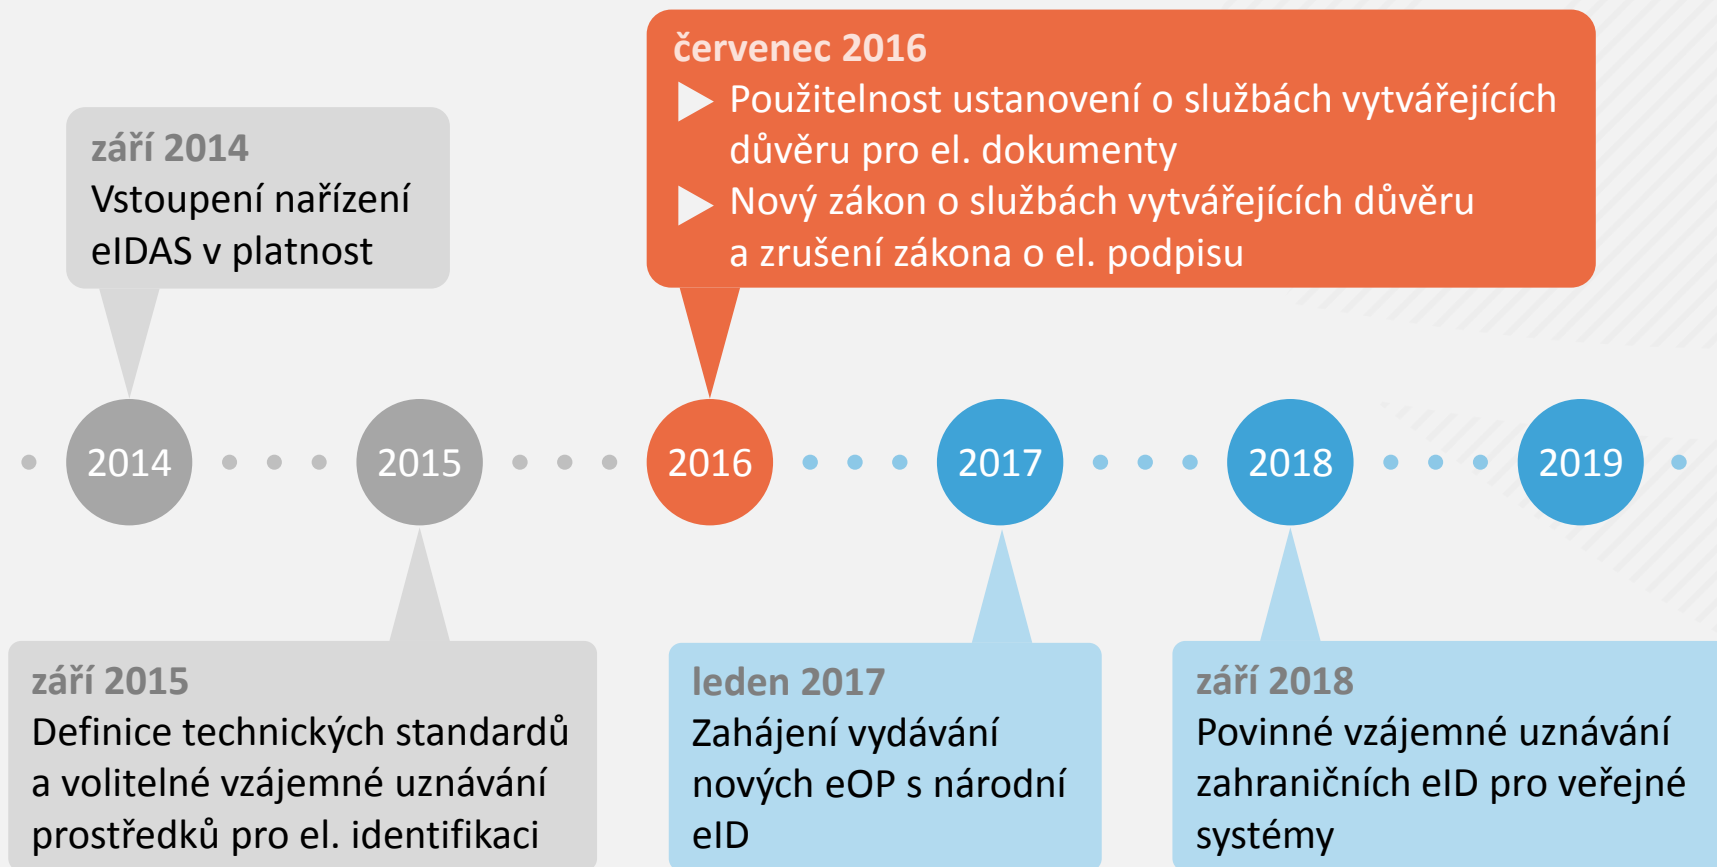 červenec 2016
Použitelnost ustanovení o službách vytvářejících
důvěru pro el. dokumenty
Nový zákon o službách vytvářejících důvěru
a zrušení zákona o el. podpisu
září 2014
Vstoupení nařízení
eIDAS v platnost
2014
2015
2016
2017
2018
2019
září 2015
Definice technických standardů
a volitelné vzájemné uznávání
prostředků pro el. identifikaci
leden 2017
Zahájení vydávání
nových eOP s národní
eID
září 2018
Povinné vzájemné uznávání
zahraničních eID pro veřejné
systémy